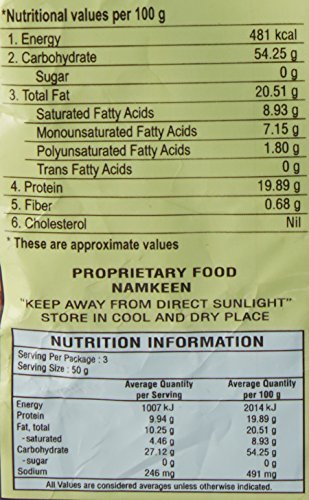 *Nutritional values per 100 g
1. Energy 481 kcal
2. Carbohydrate 54.25 g
Sugar 0 g
3. Total Fat 20.51 g
Saturated Fatty Acids 8.93 g
Monounsaturated Fatty Acids 7.15 g
Polyunsaturated Fatty Acids 1.80 g
Trans Fatty Acids 0 g
4. Protein 19.89 g
5. Fiber 0.68 g
6. Cholesterol Nil
* These are approximate values
PROPRIETARY FOOD
NAMKEEN
"KEEP AWAY FROM DIRECT SUNLIGHT"
STORE IN COOL AND DRY PLACE
NUTRITION INFORMATION
Serving Per Package : 3
Serving Size : 50 g
Average Quantity Average Quantity
per Serving per 100 g
Energy 1007 kJ 2014 kJ
Protein 9.94 g 19.89 g
Fat, total 10.25 g 20.51 g
-saturated 4.46 g 8.93 g
Carbohydrate 27.12 g 54.25 g
-sugar 0 g 0 g
Sodium 246 mg 491 mg
All Values are considered averages unless otherwise indicated.